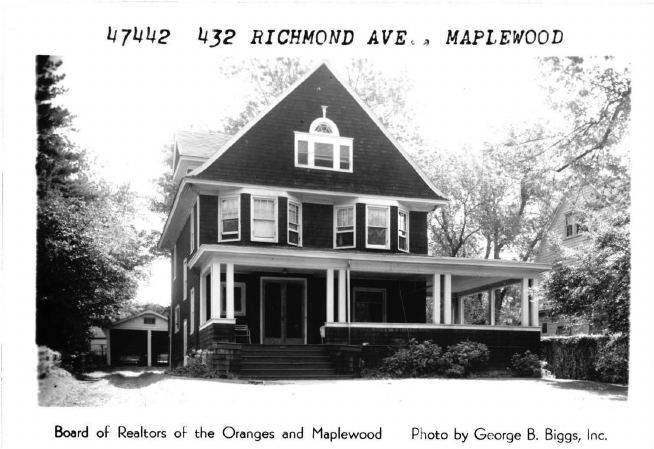 47442 432 RICHMOND AVE., MAPLEWOOD
Board of Realtors of the Oranges and Maplewood Photo by George B. Biggs, Inc.